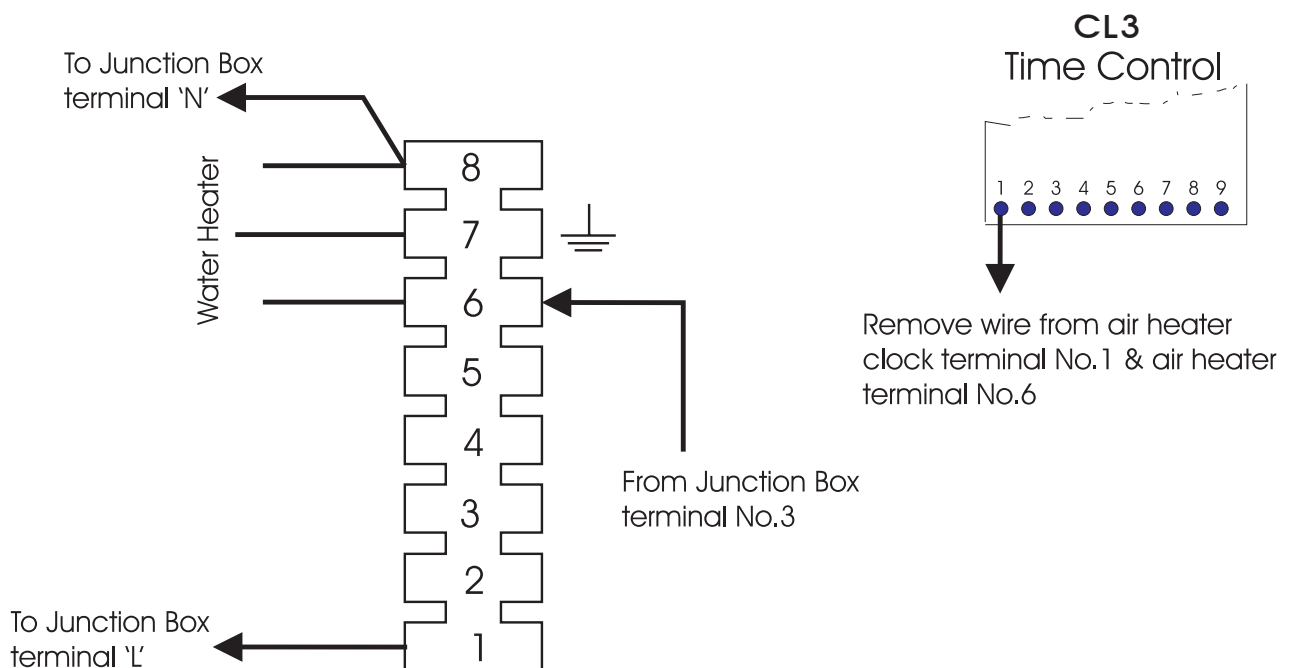 CL3
Time Control
To Junction Box
terminal ‘N’
Water Heater
8
7
6
5
4
3
2
1
1 2 3 4 5 6 7 8 9
Remove wire from air heater
clock terminal No.1 & air heater
terminal No.6
From Junction Box
terminal No.3
To Junction Box
terminal ‘L’